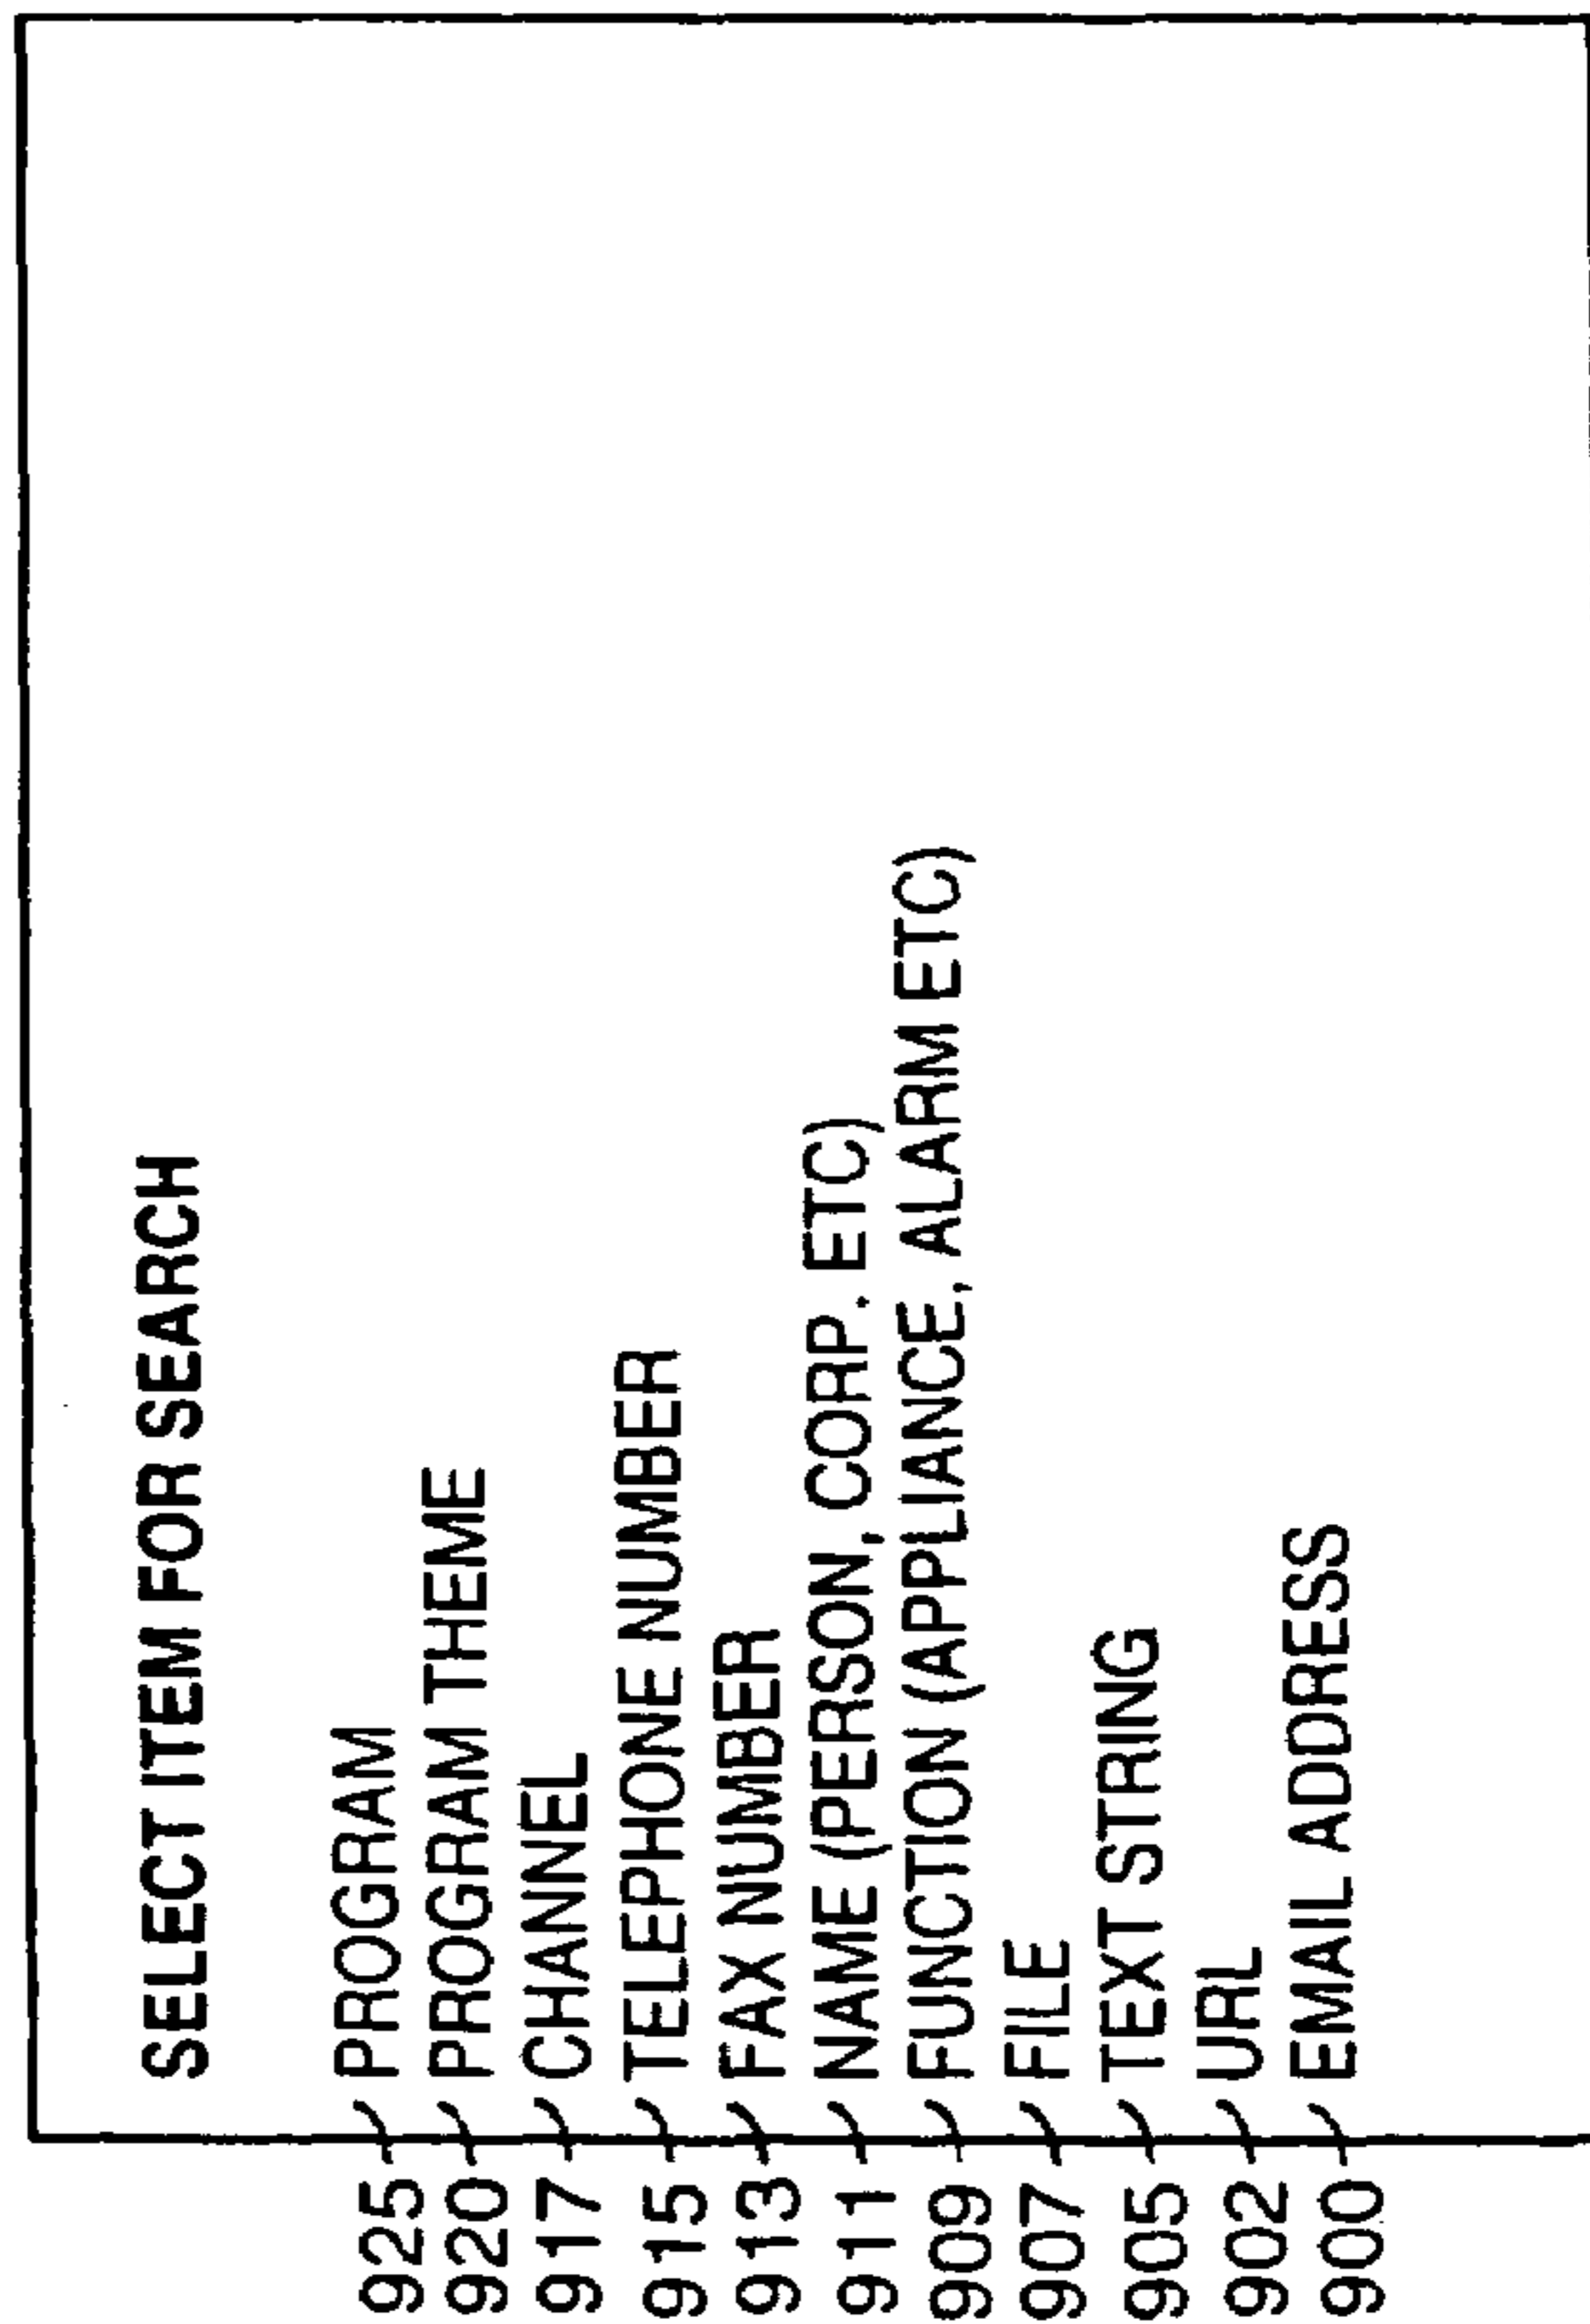 SELECT ITEM FOR SEARCH
925 PROGRAM
920 PROGRAM THEME
917 CHANNEL
915 TELEPHONE NUMBER
913 FAX NUMBER
911 NAME (PERSON, CORP. ETC)
909 FUNCTION (APPLIANCE, ALARM ETC)
907 FILE
905 TEXT STRING
902 URL
900 EMAIL ADDRESS